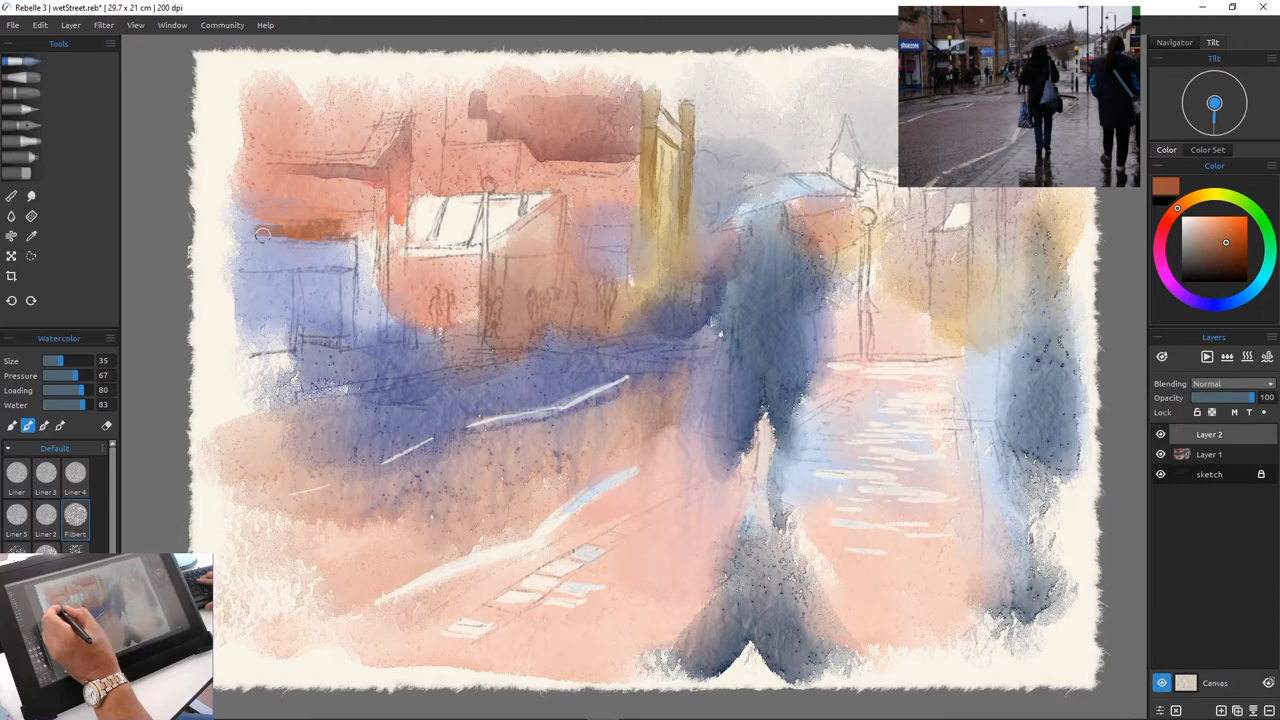 Rebelle 3 | wetStreet.reb* | 29.7 x 21 cm | 200 dpi
File Edit Layer Filter View Window Community Help
Tools
shoezone
Navigator Tilt
Tilt
Color Color Set
Color
Watercolor
Size 35
Pressure 67
Loading 80
Water 83
Default
Liner Liner 3 Liner 4
Liner 5 Liner 2 Filbert
Layers
Blending Normal
Opacity 100
Lock M T
Layer 2
Layer 1
sketch
Canvas